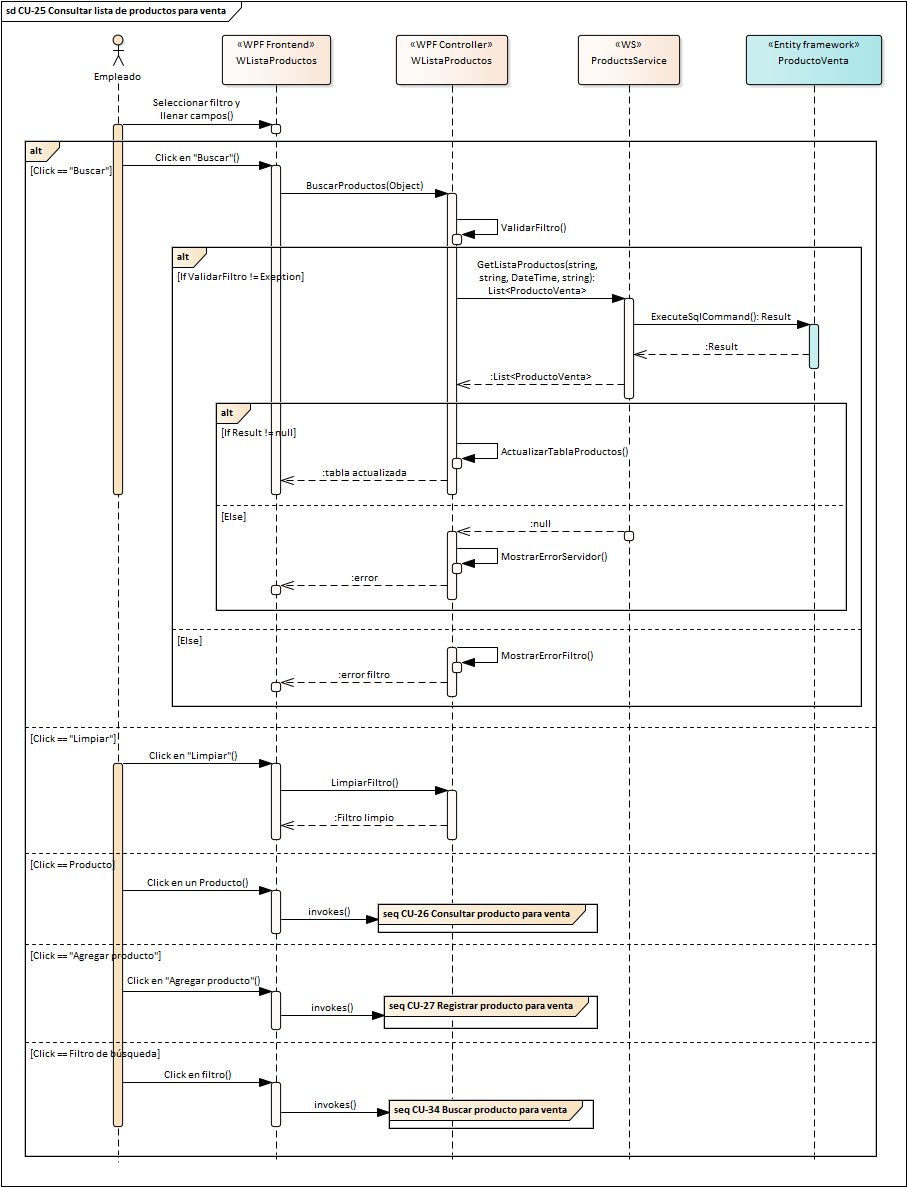 sd CU-25 Consultar lista de productos para venta
Empleado
«WPF Frontend»
WListaProductos
«WPF Controller»
WListaProductos
«WS»
ProductsService
«Entity framework»
ProductoVenta
Seleccionar filtro y
llenar campos()
alt
[Click == "Buscar"]
Click en "Buscar"()
BuscarProductos(Object)
ValidarFiltro()
alt
[If ValidarFiltro != Exeption]
GetListaProductos(string,
string, DateTime, string):
List<ProductoVenta>
ExecuteSqlCommand(): Result
:Result
:List<ProductoVenta>
alt
[If Result != null]
ActualizarTablaProductos()
:tabla actualizada
[Else]
:null
MostrarErrorServidor()
:error
[Else]
MostrarErrorFiltro()
:error filtro
[Click == "Limpiar"]
Click en "Limpiar"()
LimpiarFiltro()
:Filtro limpio
[Click == Producto]
Click en un Producto()
invokes()
seq CU-26 Consultar producto para venta
[Click == "Agregar producto"]
Click en "Agregar producto"()
invokes()
seq CU-27 Registrar producto para venta
[Click == Filtro de búsqueda]
Click en filtro()
invokes()
seq CU-34 Buscar producto para venta